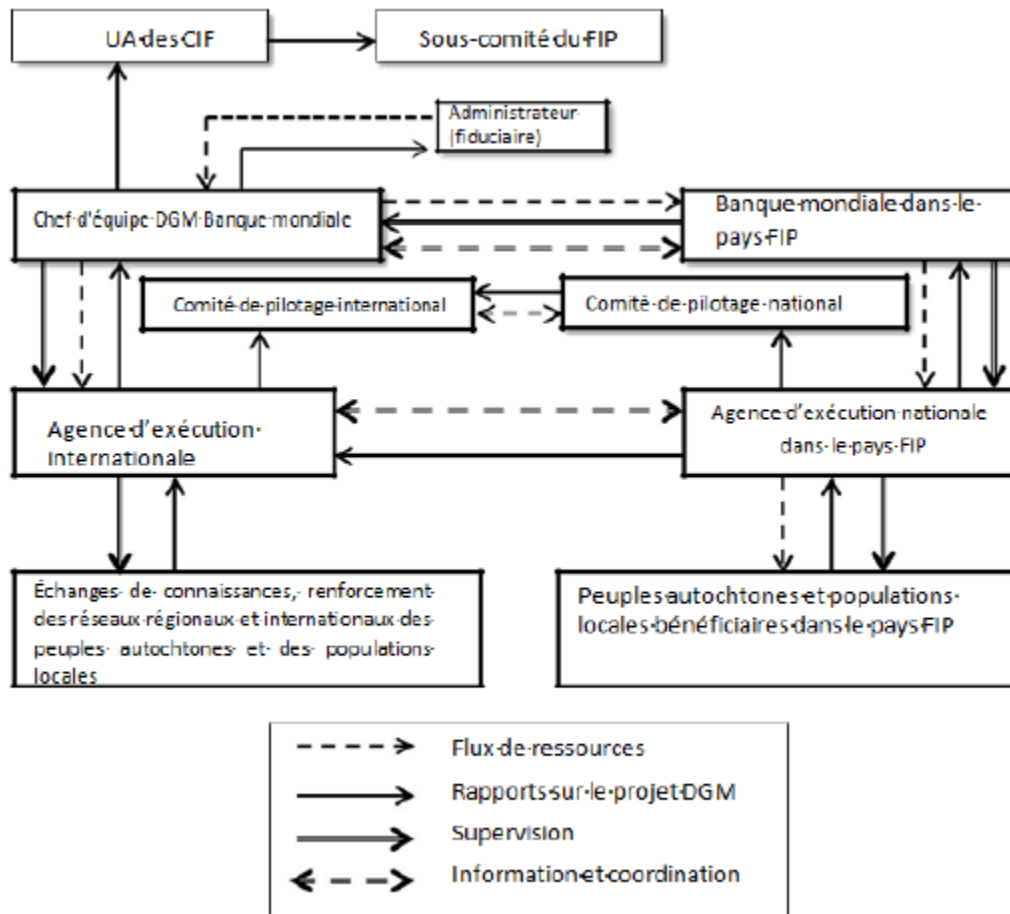 UA des CIF
Sous-comité du FIP
Administrateur
(fiduciaire)
Chef d'équipe DGM Banque mondiale
Banque mondiale dans le
pays FIP
Comité de pilotage international
Comité de pilotage national
Agence d'exécution
internationale
Agence d'exécution nationale
dans le pays FIP
Échanges de connaissances, renforcement
des réseaux régionaux et internationaux des
peuples autochtones et des populations
locales
Peuples autochtones et populations
locales bénéficiaires dans le pays FIP
Flux de ressources
Rapports sur le projet DGM
Supervision
Information et coordination